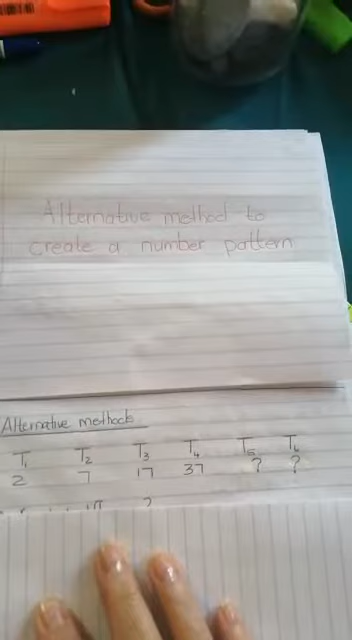 Alternative method to
create a number pattern
Alternative methods
T1 T2 T3 T4 T5 T6
2 7 17 37 ? ?